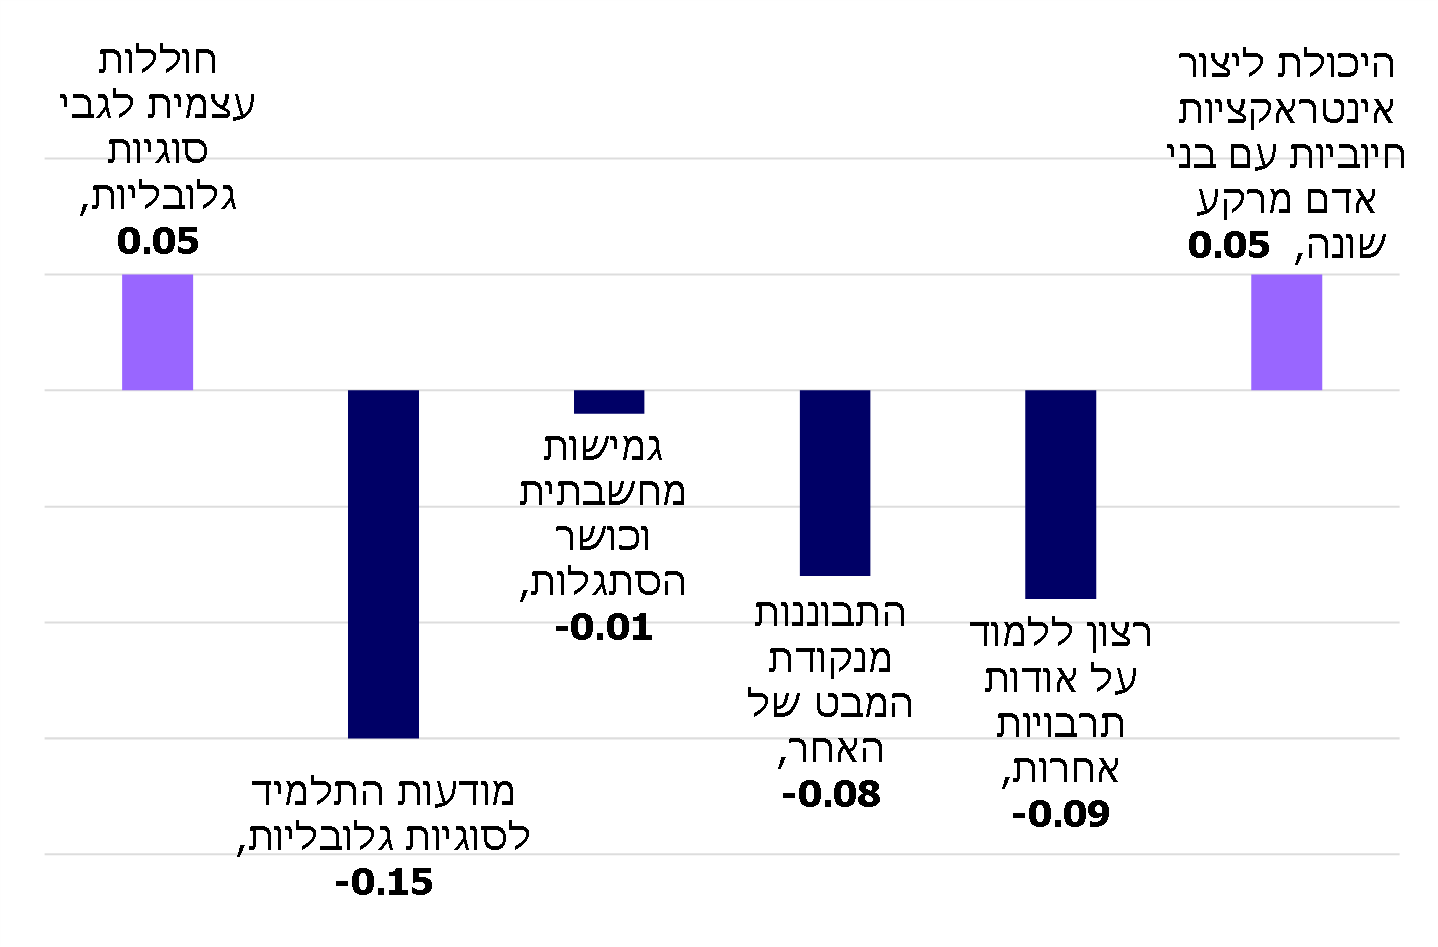 היכולת ליצור
אינטראקציות
חיוביות עם בני
אדם מרקע
שונה, 0.05
רצון ללמוד
על אודות
תרבויות
אחרות,
-0.09
התבוננות
מנקודת
המבט של
האחר,
-0.08
גמישות
מחשבתית
וכושר
הסתגלות,
-0.01
מודעות התלמיד
לסוגיות גלובליות,
-0.15
חוללות
עצמית לגבי
סוגיות
גלובליות,
0.05